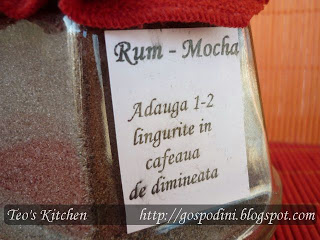 Rum - Mocha
Adauga 1-2
lingurite in
cafeaua
de dimineata
Teo's Kitchen http://gospodini.blogspot.com